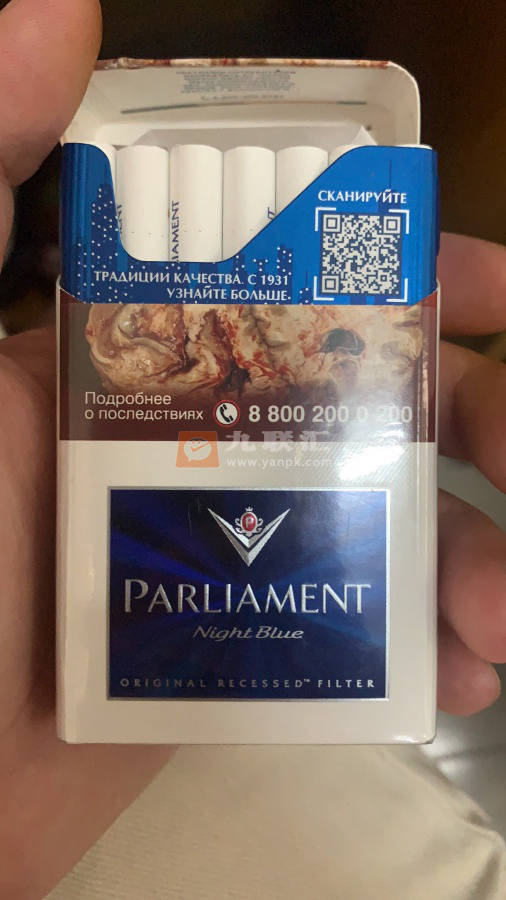 СКАНИРУЙТЕ
LIAMENT
ТРАДИЦИИ КАЧЕСТВА. С 1931
УЗНАЙТЕ БОЛЬШЕ.
Подробнее
о последствиях
8 800 200 0 200
九联汇
www.yanpk.com
P
PARLIAMENT
Night Blue
ORIGINAL RECESSED™ FILTER